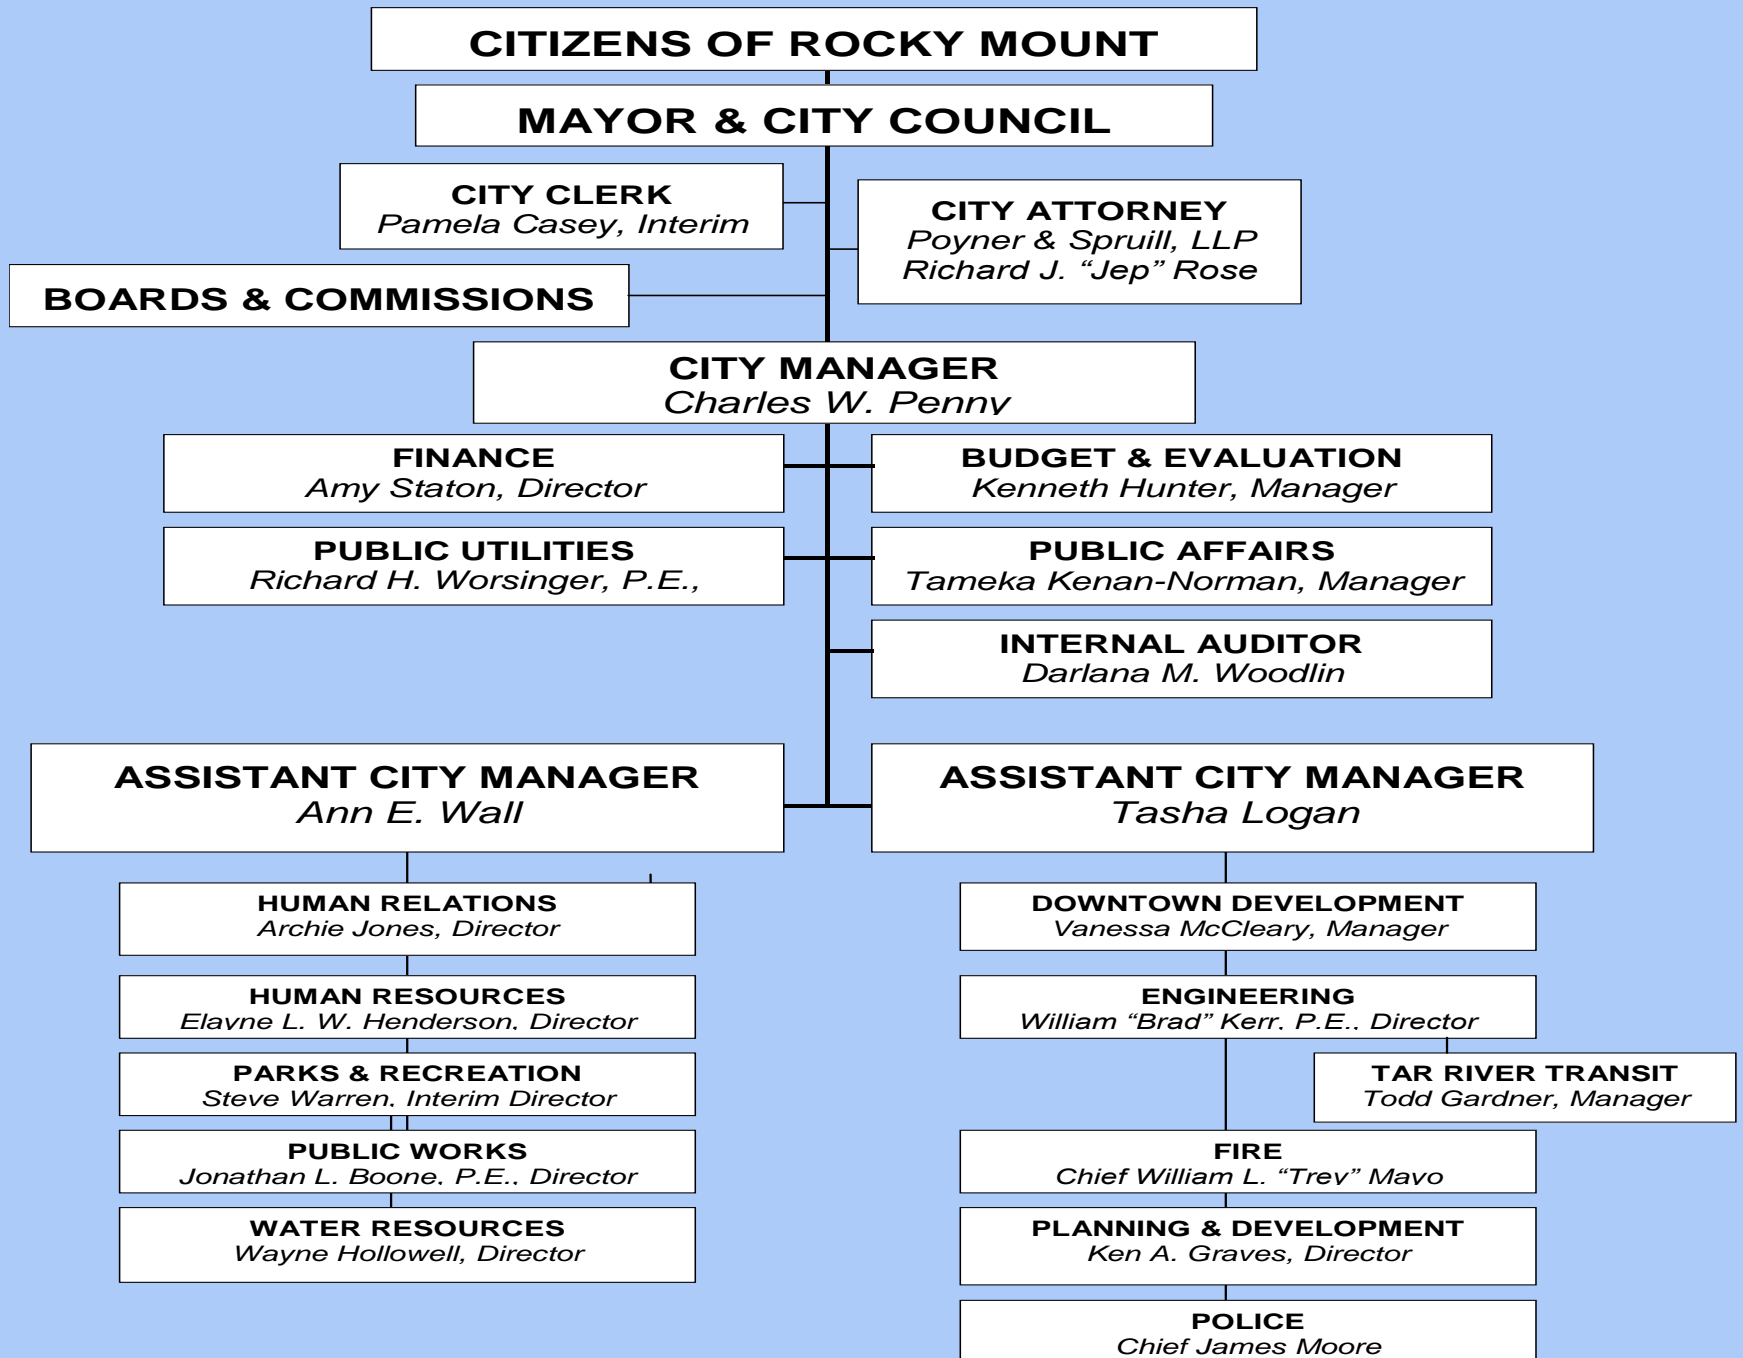 CITIZENS OF ROCKY MOUNT
MAYOR & CITY COUNCIL
CITY CLERK
Pamela Casey, Interim
CITY ATTORNEY
Poyner & Spruill, LLP
Richard J. “Jep” Rose
BOARDS & COMMISSIONS
CITY MANAGER
Charles W. Penny
FINANCE
Amy Staton, Director
BUDGET & EVALUATION
Kenneth Hunter, Manager
PUBLIC UTILITIES
Richard H. Worsinger, P.E.,
PUBLIC AFFAIRS
Tameka Kenan-Norman, Manager
INTERNAL AUDITOR
Darlana M. Woodlin
ASSISTANT CITY MANAGER
Ann E. Wall
ASSISTANT CITY MANAGER
Tasha Logan
HUMAN RELATIONS
Archie Jones, Director
HUMAN RESOURCES
Elayne L. W. Henderson, Director
PARKS & RECREATION
Steve Warren, Interim Director
PUBLIC WORKS
Jonathan L. Boone, P.E., Director
WATER RESOURCES
Wayne Hollowell, Director
DOWNTOWN DEVELOPMENT
Vanessa McCleary, Manager
ENGINEERING
William “Brad” Kerr, P.E., Director
TAR RIVER TRANSIT
Todd Gardner, Manager
FIRE
Chief William L. “Trey” Mayo
PLANNING & DEVELOPMENT
Ken A. Graves, Director
POLICE
Chief James Moore